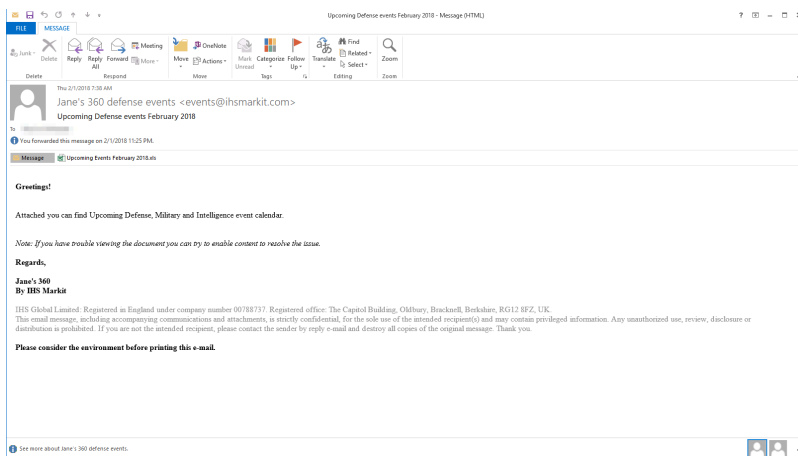 Upcoming Defense events February 2018 - Message (HTML)
FILE MESSAGE
Junk
Delete
Reply
Reply All
Forward
Meeting
More
Move
OneNote
Actions
Mark Unread
Categorize
Follow Up
Translate
Find
Related
Select
Zoom
Delete Respond Move Tags Editing Zoom
Thu 2/1/2018 7:38 AM
Jane's 360 defense events <events@ihsmarkit.com>
Upcoming Defense events February 2018
To
You forwarded this message on 2/1/2018 11:25 PM.
Message Upcoming Events February 2018.xls
Greetings!
Attached you can find Upcoming Defense, Military and Intelligence event calendar.
Note: If you have trouble viewing the document you can try to enable content to resolve the issue.
Regards,
Jane's 360
By IHS Markit
IHS Global Limited: Registered in England under company number 00788737. Registered office: The Capitol Building, Oldbury, Bracknell, Berkshire, RG12 8FZ, UK.
This email message, including accompanying communications and attachments, is strictly confidential, for the sole use of the intended recipient(s) and may contain privileged information. Any unauthorized use, review, disclosure or
distribution is prohibited. If you are not the intended recipient, please contact the sender by reply e-mail and destroy all copies of the original message. Thank you.
Please consider the environment before printing this e-mail.
See more about Jane's 360 defense events.